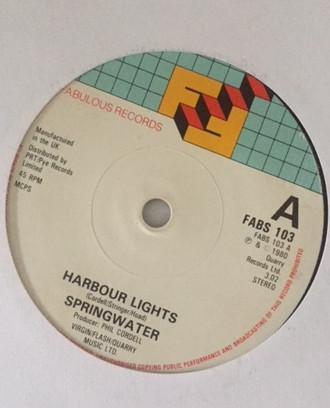 FABULOUS RECORDS
Manufactured
in the UK
Distributed by
PRT/Pye Records
Limited
45 RPM
MCPS
A
FABS 103
FABS 103 A
℗ & © 1980
Quarry
Records Ltd.
3.02
STEREO
HARBOUR LIGHTS
(Cordell/Stringer/Hoad)
SPRINGWATER
Producer: PHIL CORDELL
VIRGIN/FLASH/QUARRY
MUSIC LTD.
COPYING PUBLIC PERFORMANCE AND BROADCASTING OF THIS RECORD PROHIBITED